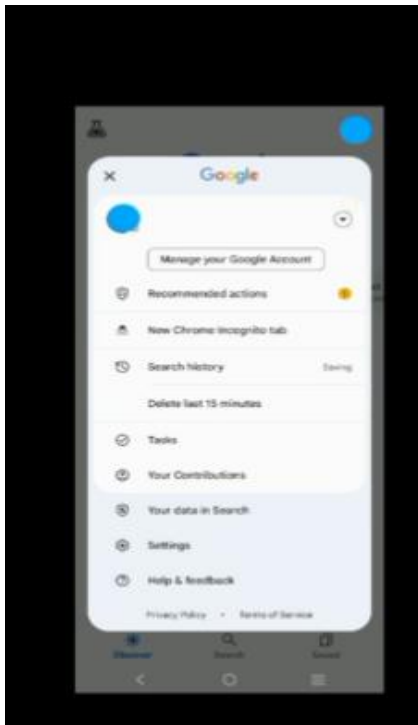 Google
Manage your Google Account
Recommended actions
New Chrome Incognito tab
Search history
Saving
Delete last 15 minutes
Tasks
Your Contributions
Your data in Search
Settings
Help & feedback
Privacy Policy • Terms of Service
Discover
Search
Saved